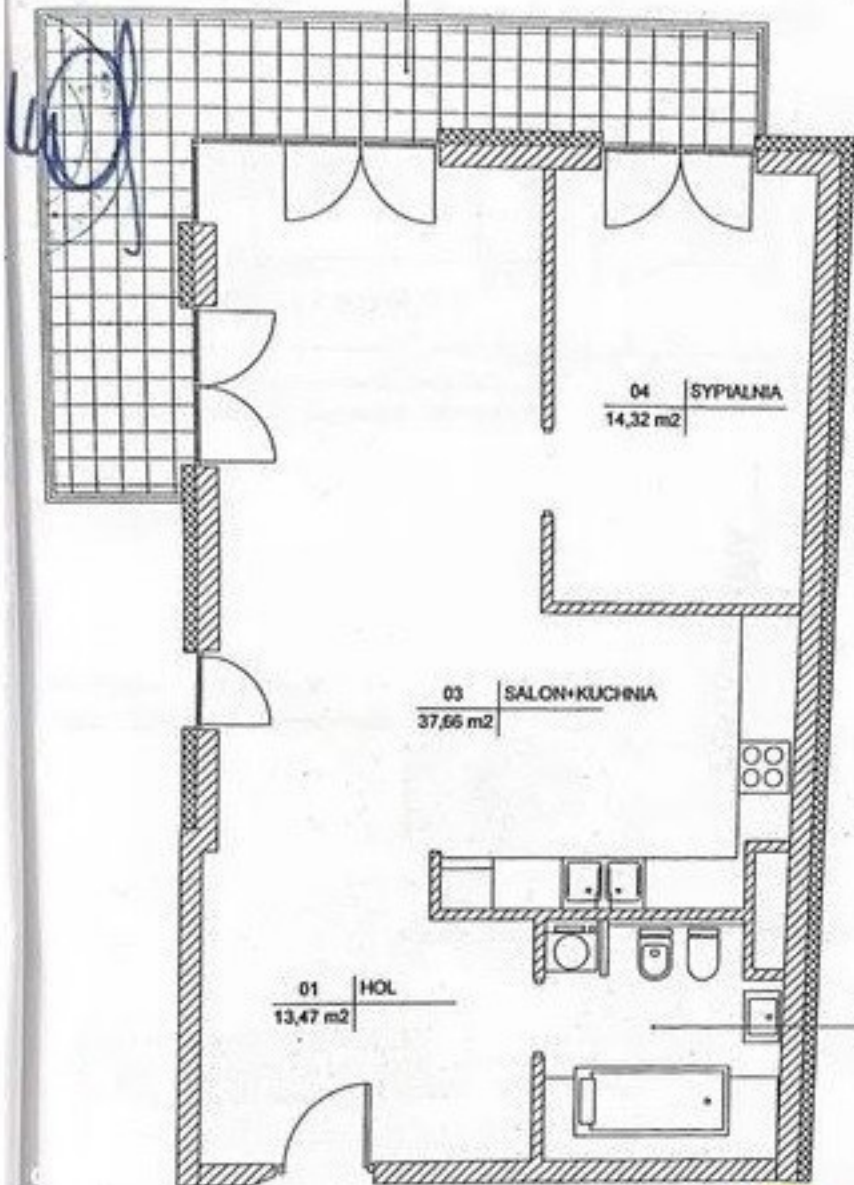 04 SYPIALNIA
14,32 m2
03 SALON+KUCHNIA
37,66 m2
01 HOL
13,47 m2